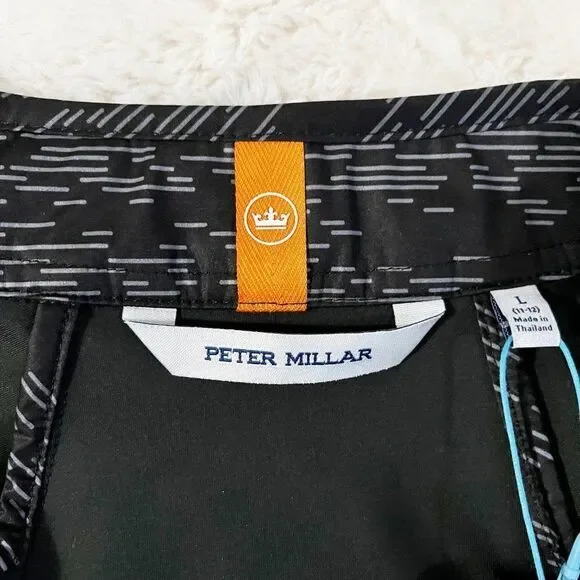 PETER MILLAR
L
(11-12)
Made in
Thailand